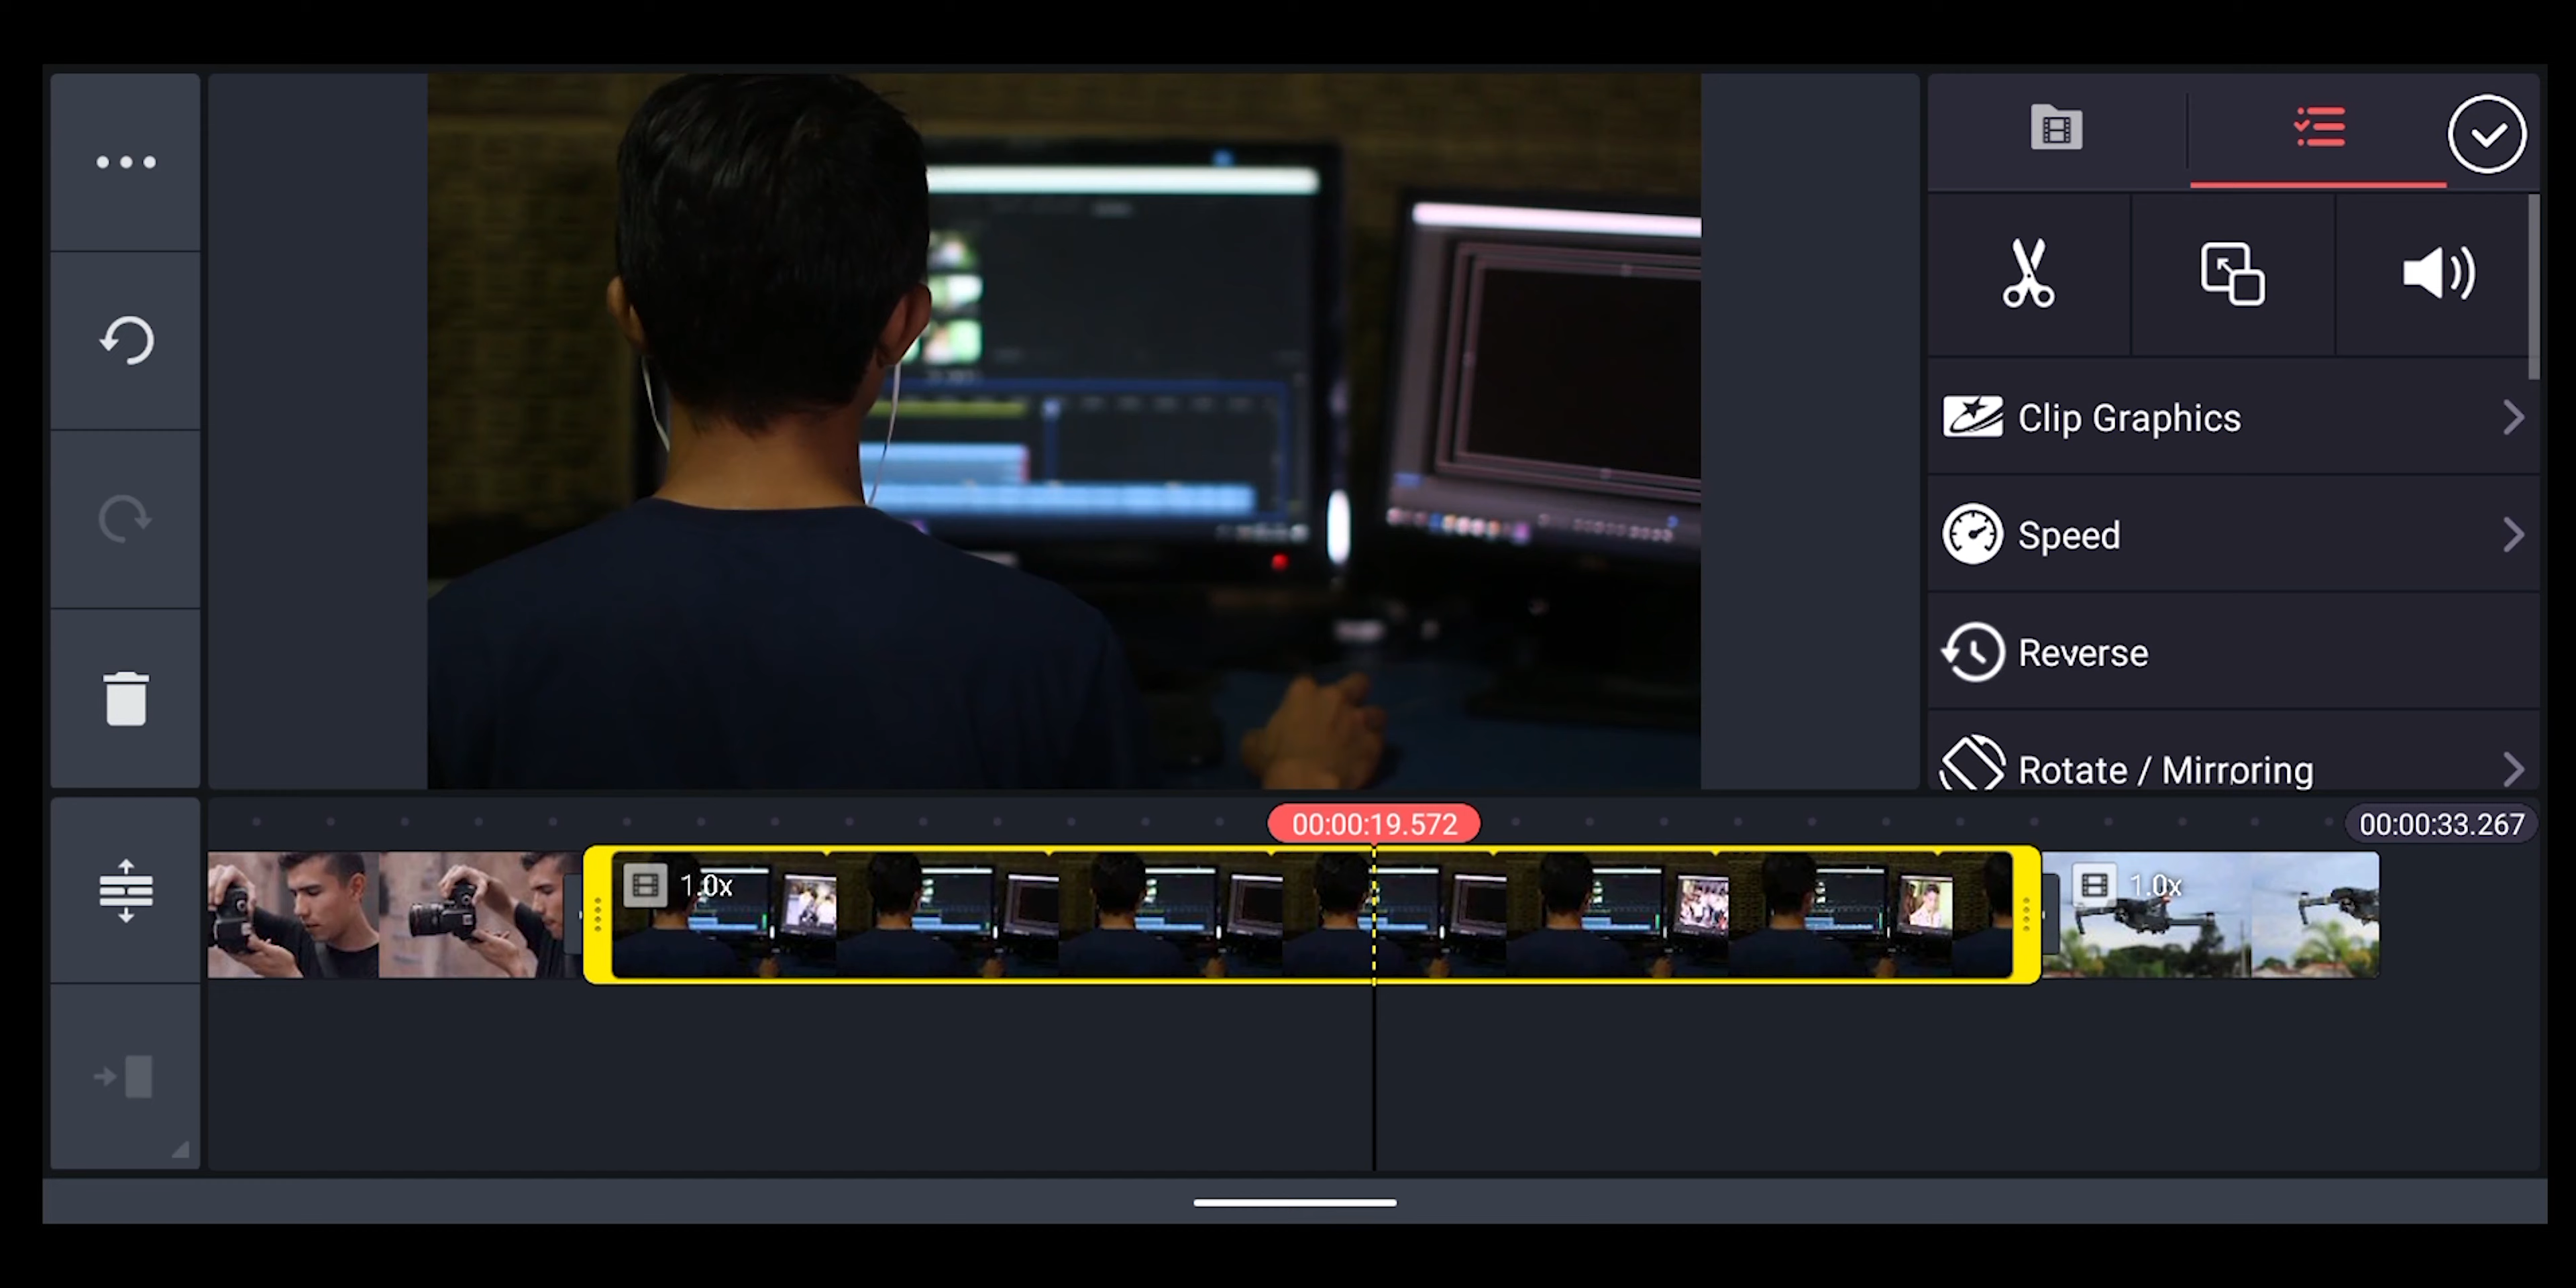 Clip Graphics
Speed
Reverse
Rotate / Mirroring
00:00:19.572
00:00:33.267
1.0x
1.0x